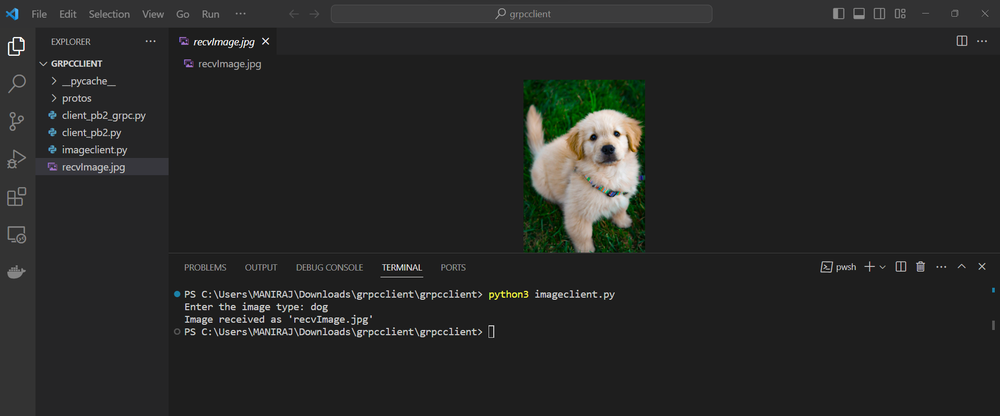 File Edit Selection View Go Run ···
grpcclient
EXPLORER ···
GRPCCLIENT
__pycache__
protos
client_pb2_grpc.py
client_pb2.py
imageclient.py
recvImage.jpg
recvImage.jpg
recvImage.jpg
PROBLEMS OUTPUT DEBUG CONSOLE TERMINAL PORTS
pwsh
PS C:\Users\MANIRAJ\Downloads\grpcclient\grpcclient> python3 imageclient.py
Enter the image type: dog
Image received as 'recvImage.jpg'
PS C:\Users\MANIRAJ\Downloads\grpcclient\grpcclient>